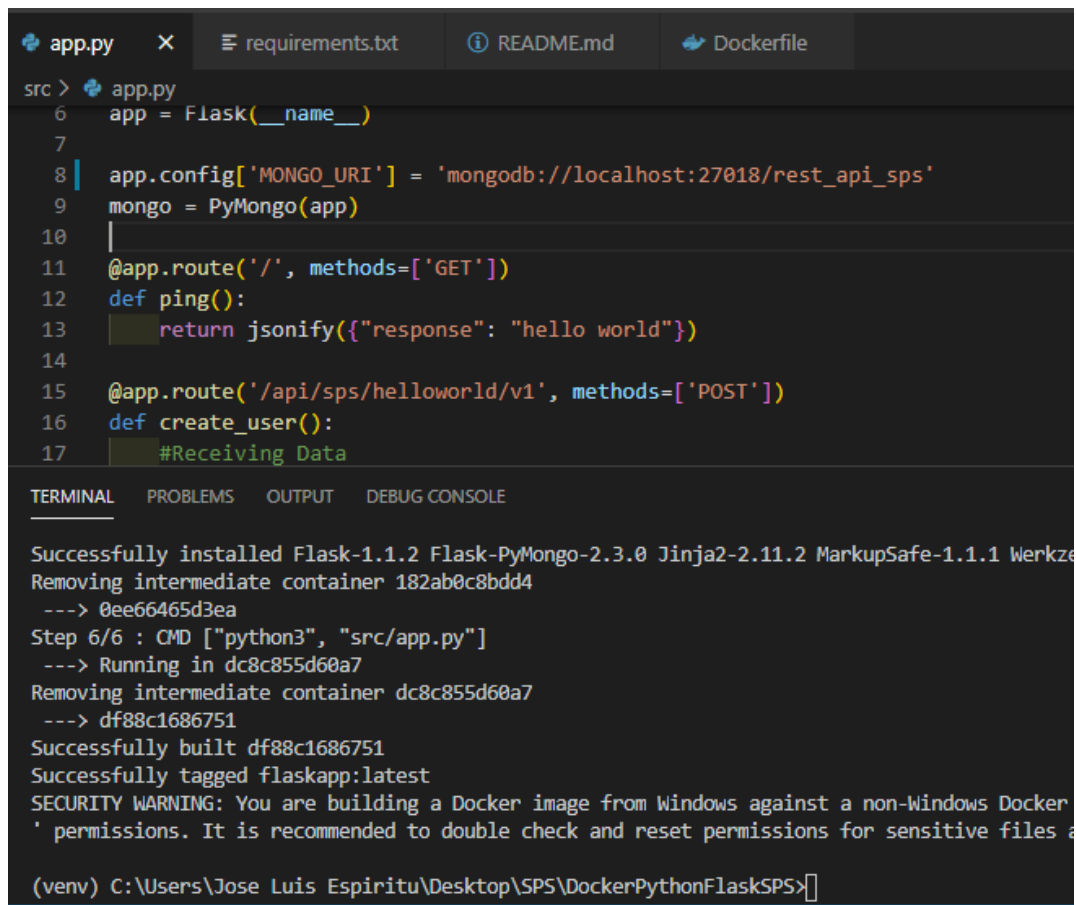 app.py × requirements.txt README.md Dockerfile
src > app.py
6 app = Flask(__name__)
7
8 app.config['MONGO_URI'] = 'mongodb://localhost:27018/rest_api_sps'
9 mongo = PyMongo(app)
10
11 @app.route('/', methods=['GET'])
12 def ping():
13     return jsonify({"response": "hello world"})
14
15 @app.route('/api/sps/helloworld/v1', methods=['POST'])
16 def create_user():
17     #Receiving Data
TERMINAL PROBLEMS OUTPUT DEBUG CONSOLE
Successfully installed Flask-1.1.2 Flask-PyMongo-2.3.0 Jinja2-2.11.2 MarkupSafe-1.1.1 Werkze
Removing intermediate container 182ab0c8bdd4
 ---> 0ee66465d3ea
Step 6/6 : CMD ["python3", "src/app.py"]
 ---> Running in dc8c855d60a7
Removing intermediate container dc8c855d60a7
 ---> df88c1686751
Successfully built df88c1686751
Successfully tagged flaskapp:latest
SECURITY WARNING: You are building a Docker image from Windows against a non-Windows Docker
' permissions. It is recommended to double check and reset permissions for sensitive files a
(venv) C:\Users\Jose Luis Espiritu\Desktop\SPS\DockerPythonFlaskSPS>